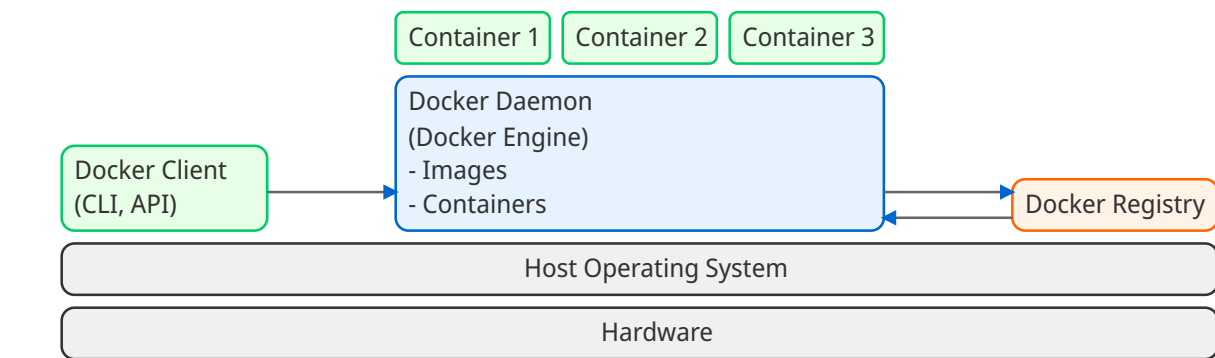 Container 1
Container 2
Container 3
Docker Daemon
(Docker Engine)
- Images
- Containers
Docker Client
(CLI, API)
Docker Registry
Host Operating System
Hardware